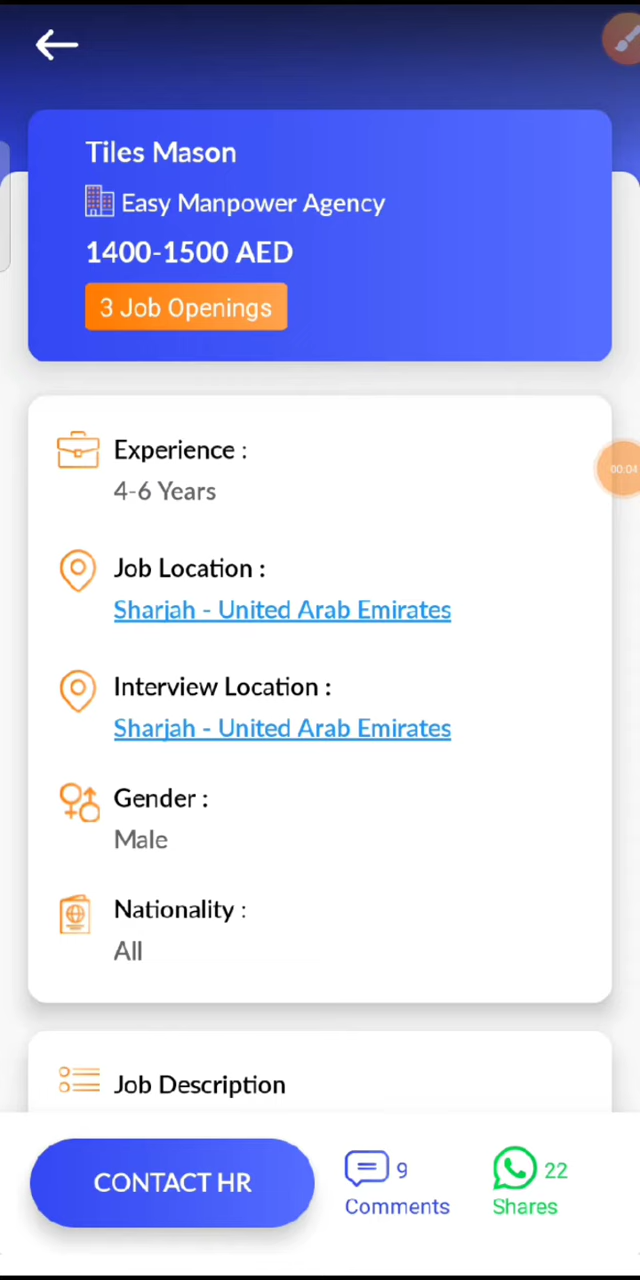 Tiles Mason
Easy Manpower Agency
1400-1500 AED
3 Job Openings
Experience :
4-6 Years
00:04
Job Location :
Sharjah - United Arab Emirates
Interview Location :
Sharjah - United Arab Emirates
Gender :
Male
Nationality :
All
Job Description
CONTACT HR
9
Comments
22
Shares